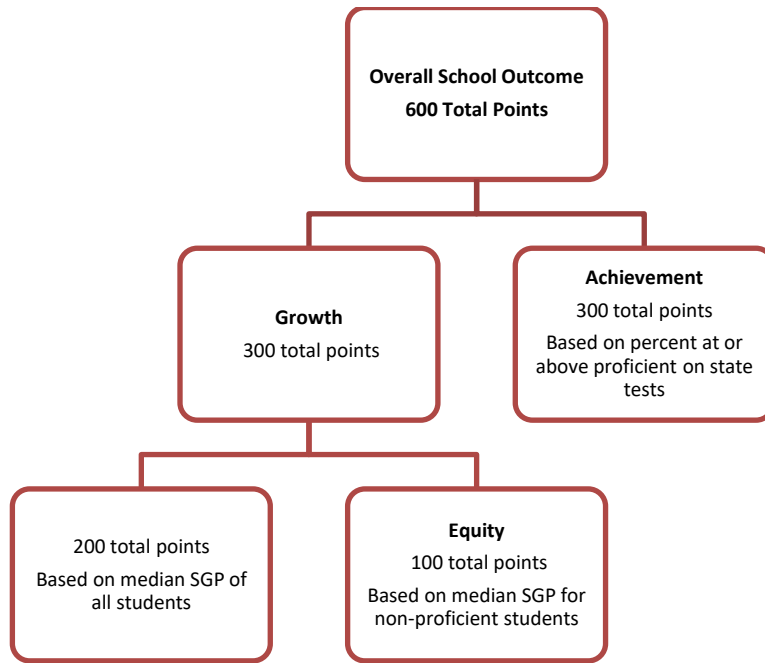 Overall School Outcome
600 Total Points
Growth
300 total points
Achievement
300 total points
Based on percent at or
above proficient on state
tests
200 total points
Based on median SGP of
all students
Equity
100 total points
Based on median SGP for
non-proficient students